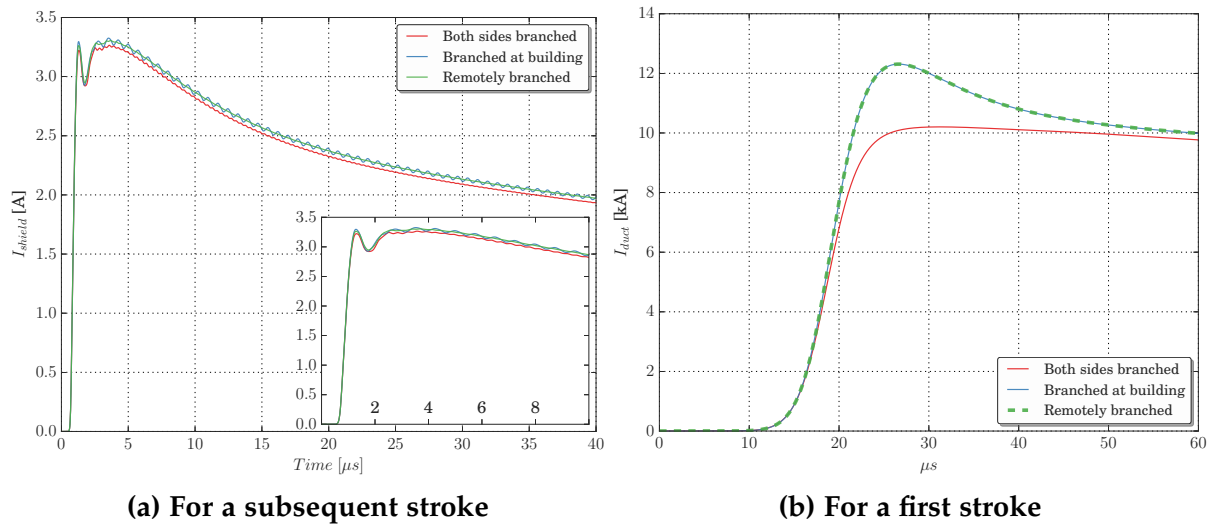 3.5
3.0
2.5
2.0
1.5
1.0
0.5
0.0
I_shield [A]
Both sides branched
Branched at building
Remotely branched
3.5
3.0
2.5
2.0
1.5
1.0
0.5
0.0
2 4 6 8
0 5 10 15 20 25 30 35 40
Time [μs]
(a) For a subsequent stroke
14
12
10
8
6
4
2
0
I_duct [kA]
Both sides branched
Branched at building
Remotely branched
0 10 20 30 40 50 60
μs
(b) For a first stroke